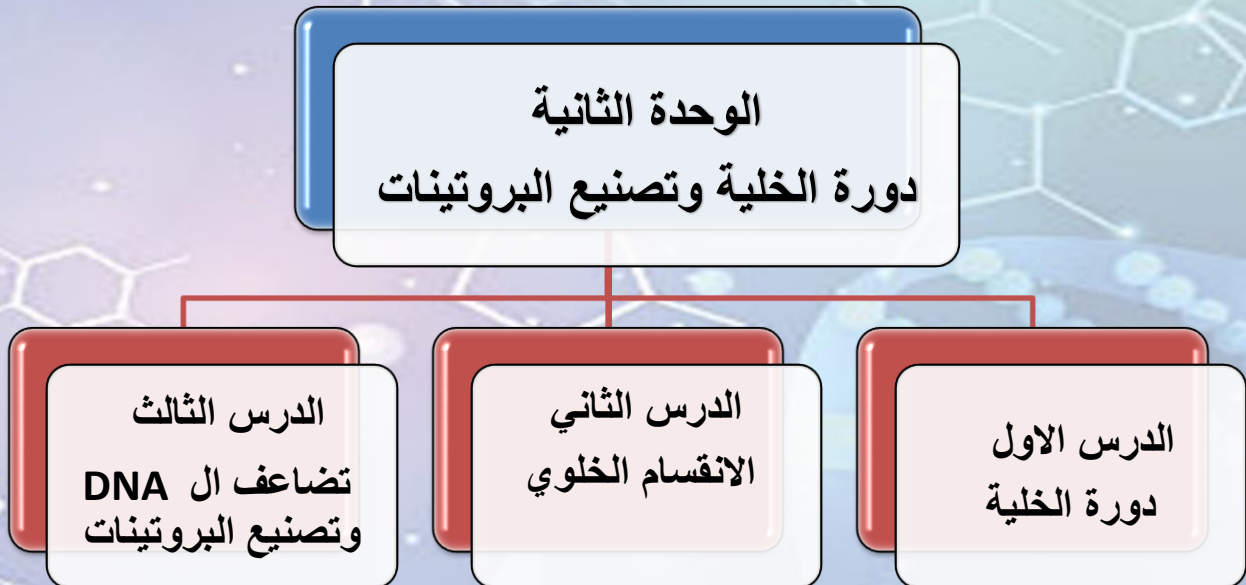 الوحدة الثانية
دورة الخلية وتصنيع البروتينات
الدرس الاول
دورة الخلية
الدرس الثاني
الانقسام الخلوي
الدرس الثالث
تضاعف ال DNA
وتصنيع البروتينات